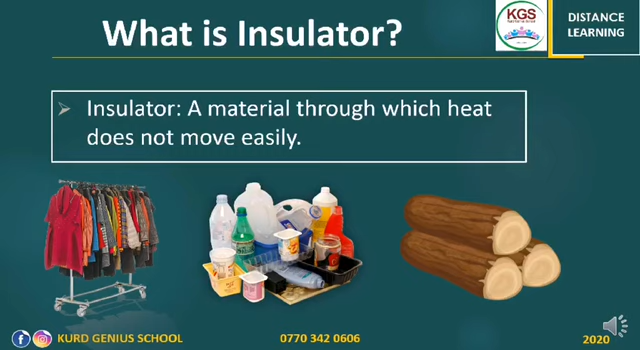 What is Insulator?
KGS
DISTANCE
LEARNING
Insulator: A material through which heat
does not move easily.
KURD GENIUS SCHOOL
0770 342 0606
2020